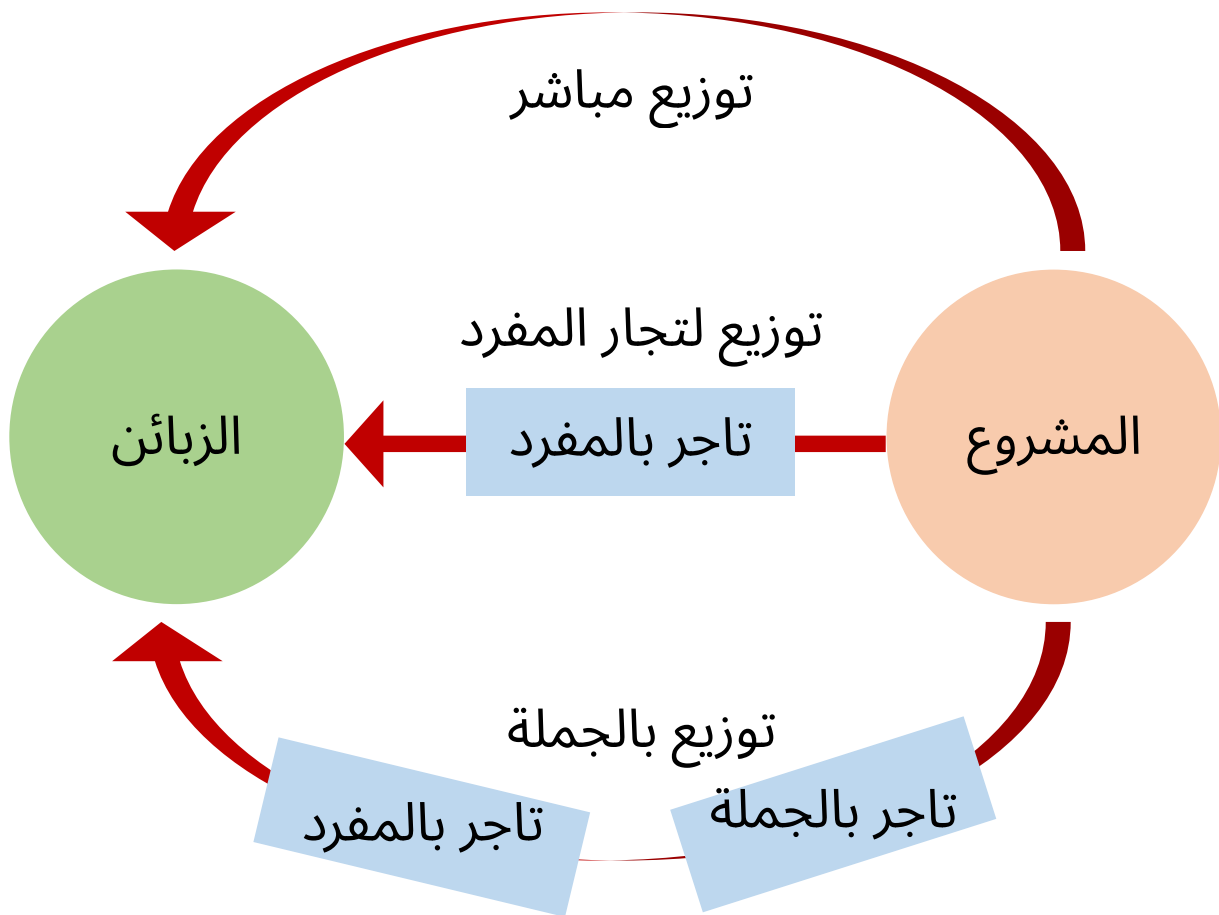 توزيع مباشر
توزيع لتجار المفرد
المشروع
تاجر بالمفرد
الزبائن
توزيع بالجملة
تاجر بالجملة
تاجر بالمفرد